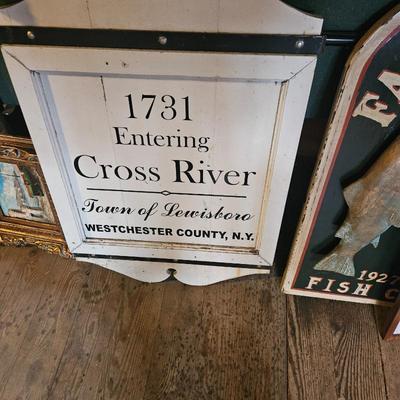 1731
Entering
Cross River
Town of Lewisboro
WESTCHESTER COUNTY, N.Y.
FA
1927
FISH